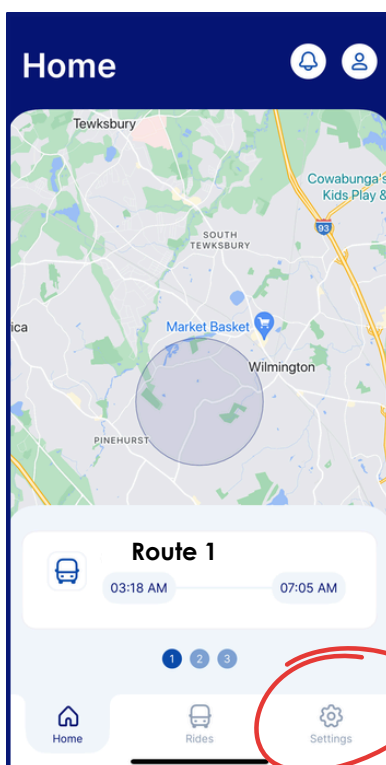 Home
Tewksbury
Cowabunga's
Kids Play &
93
SOUTH
TEWKSBURY
ica
Market Basket
Wilmington
PINEHURST
Route 1
03:18 AM
07:05 AM
1 2 3
Home
Rides
Settings